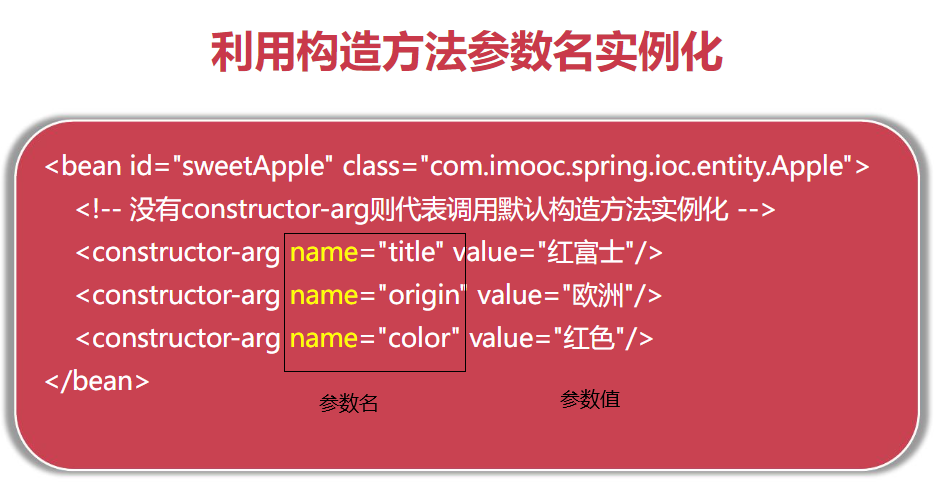 利用构造方法参数名实例化
<bean id="sweetApple" class="com.imooc.spring.ioc.entity.Apple">
<!-- 没有constructor-arg则代表调用默认构造方法实例化 -->
<constructor-arg name="title" value="红富士"/>
<constructor-arg name="origin" value="欧洲"/>
<constructor-arg name="color" value="红色"/>
</bean>
参数名 参数值